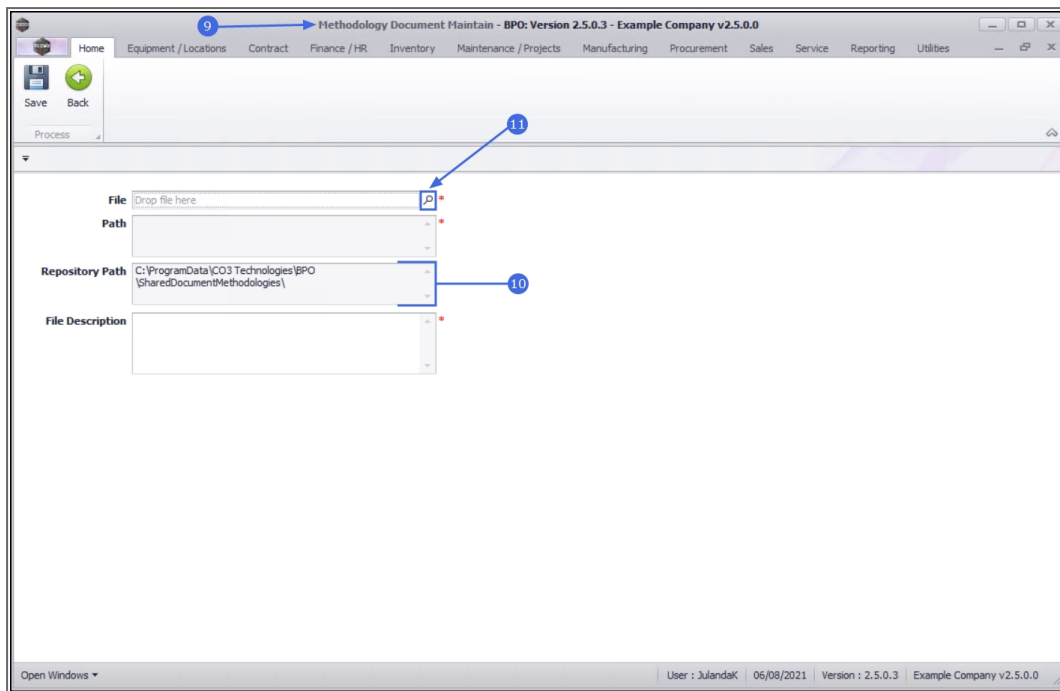 Methodology Document Maintain - BPO: Version 2.5.0.3 - Example Company v2.5.0.0
9
Home Equipment / Locations Contract Finance / HR Inventory Maintenance / Projects Manufacturing Procurement Sales Service Reporting Utilities
Save Back
Process
11
File Drop file here *
Path *
Repository Path C:\ProgramData\CO3 Technologies\BPO
\SharedDocumentMethodologies\
10
File Description *
Open Windows User : JulandaK 06/08/2021 Version : 2.5.0.3 Example Company v2.5.0.0